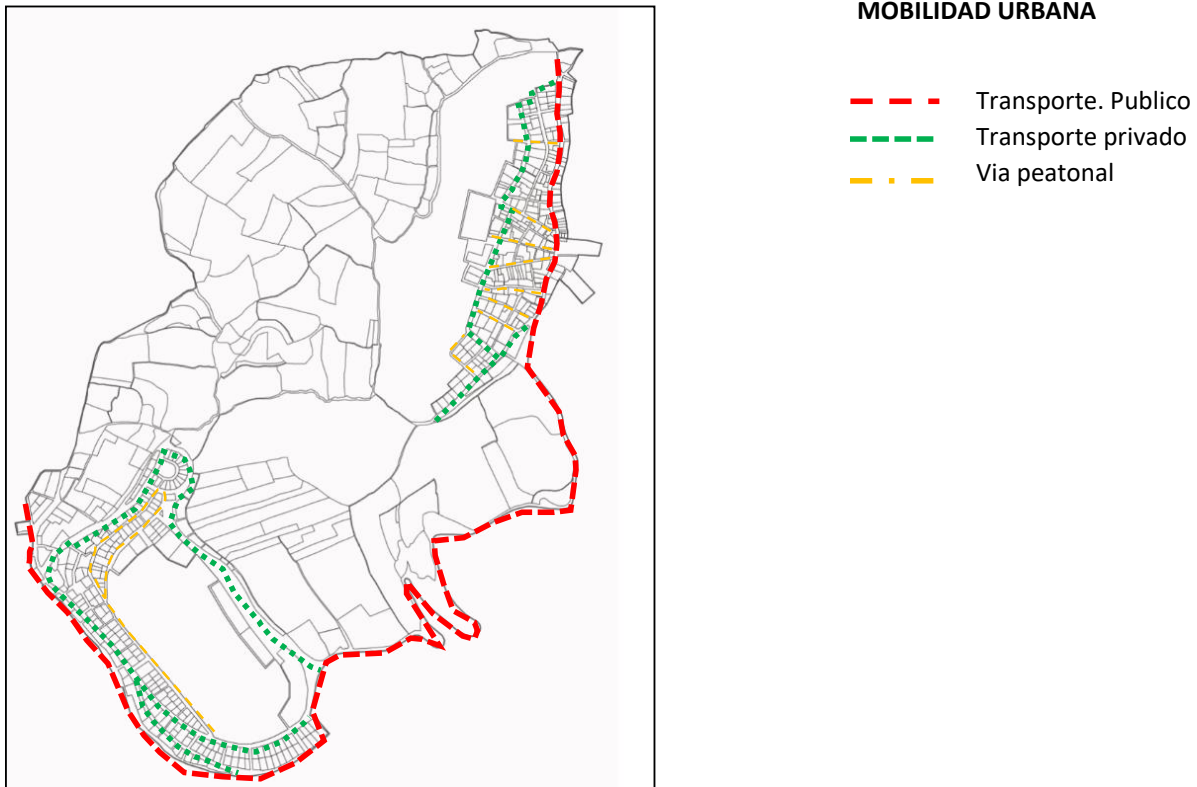 MOBILIDAD URBANA
Transporte. Publico
Transporte privado
Via peatonal